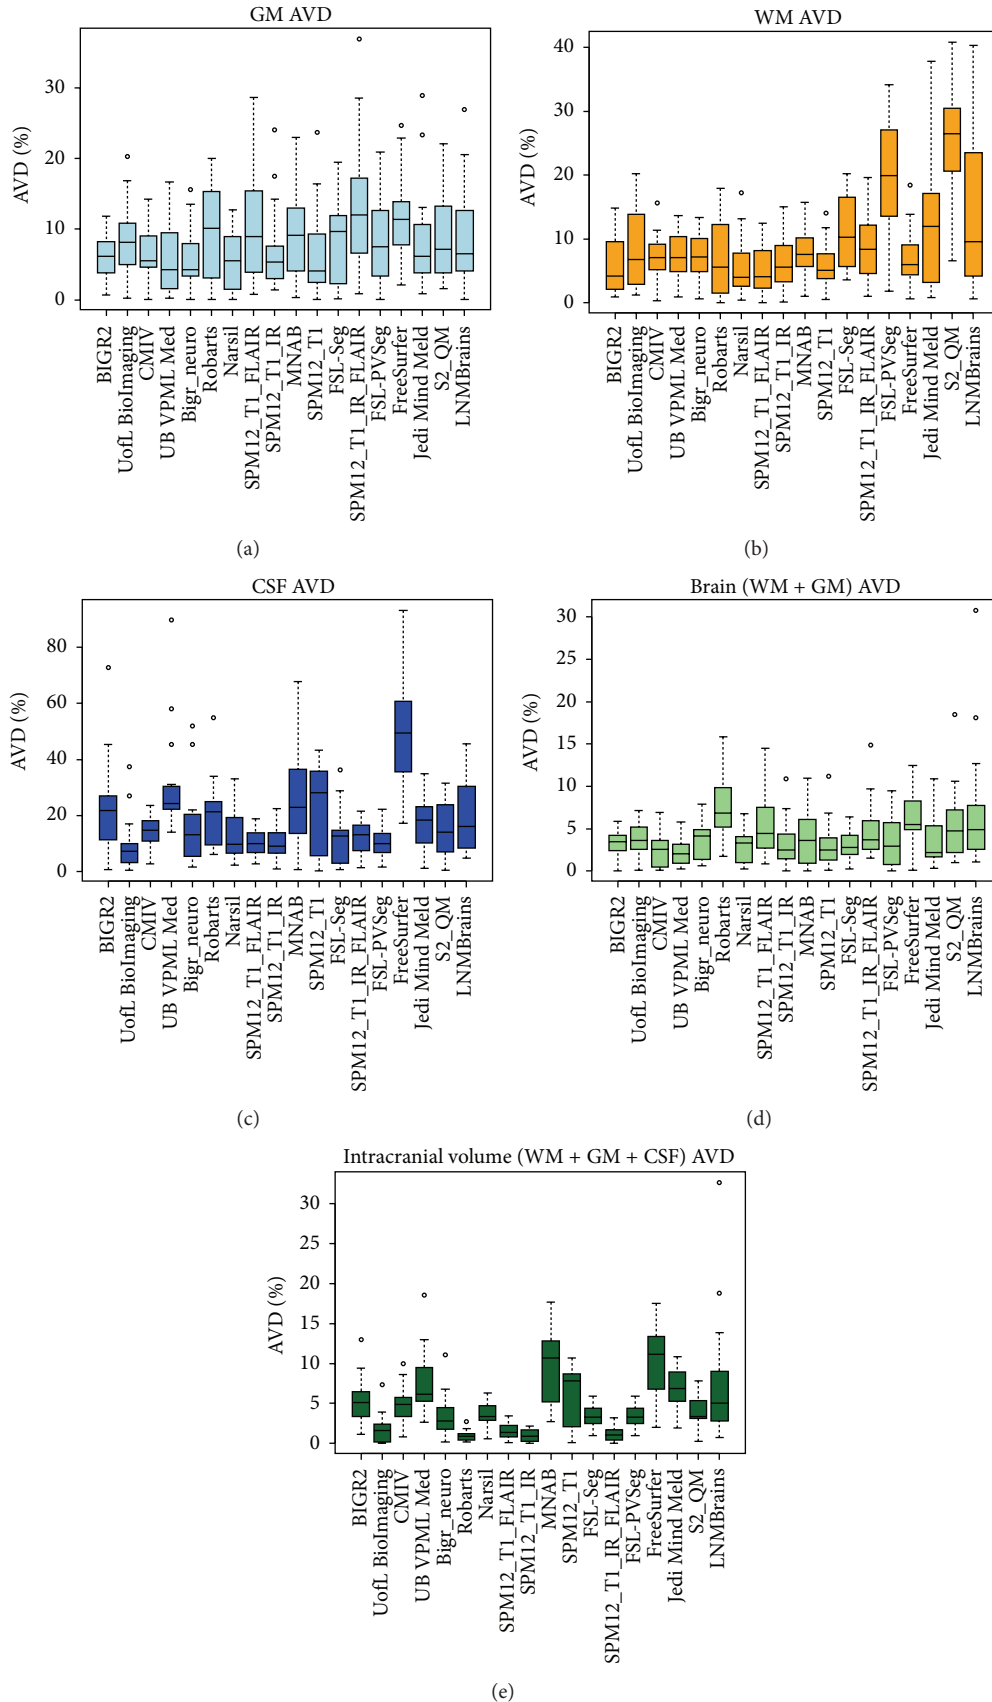 GM AVD
AVD (%)
30
20
10
0
BIGR2
UofL BioImaging
CMIV
UB VPML Med
Bigr_neuro
Robarts
Narsil
SPM12_T1_FLAIR
SPM12_T1_IR
MNAB
SPM12_T1
FSL-Seg
SPM12_T1_IR_FLAIR
FSL-PVSeg
FreeSurfer
Jedi Mind Meld
S2_QM
LNMBrains
(a)
WM AVD
AVD (%)
40
30
20
10
0
BIGR2
UofL BioImaging
CMIV
UB VPML Med
Bigr_neuro
Robarts
Narsil
SPM12_T1_FLAIR
SPM12_T1_IR
MNAB
SPM12_T1
FSL-Seg
SPM12_T1_IR_FLAIR
FSL-PVSeg
FreeSurfer
Jedi Mind Meld
S2_QM
LNMBrains
(b)
CSF AVD
AVD (%)
80
60
40
20
0
BIGR2
UofL BioImaging
CMIV
UB VPML Med
Bigr_neuro
Robarts
Narsil
SPM12_T1_FLAIR
SPM12_T1_IR
MNAB
SPM12_T1
FSL-Seg
SPM12_T1_IR_FLAIR
FSL-PVSeg
FreeSurfer
Jedi Mind Meld
S2_QM
LNMBrains
(c)
Brain (WM + GM) AVD
AVD (%)
30
25
20
15
10
5
0
BIGR2
UofL BioImaging
CMIV
UB VPML Med
Bigr_neuro
Robarts
Narsil
SPM12_T1_FLAIR
SPM12_T1_IR
MNAB
SPM12_T1
FSL-Seg
SPM12_T1_IR_FLAIR
FSL-PVSeg
FreeSurfer
Jedi Mind Meld
S2_QM
LNMBrains
(d)
Intracranial volume (WM + GM + CSF) AVD
AVD (%)
30
25
20
15
10
5
0
BIGR2
UofL BioImaging
CMIV
UB VPML Med
Bigr_neuro
Robarts
Narsil
SPM12_T1_FLAIR
SPM12_T1_IR
MNAB
SPM12_T1
FSL-Seg
SPM12_T1_IR_FLAIR
FSL-PVSeg
FreeSurfer
Jedi Mind Meld
S2_QM
LNMBrains
(e)